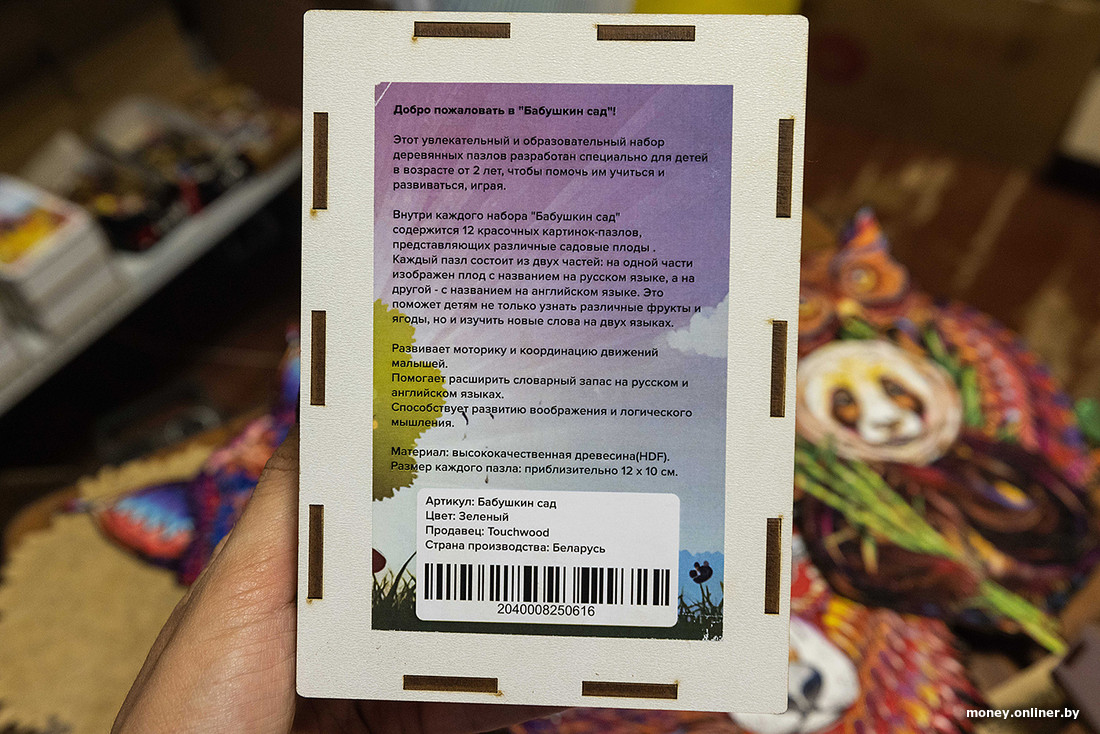 Добро пожаловать в "Бабушкин сад"!
Этот увлекательный и образовательный набор
деревянных пазлов разработан специально для детей
в возрасте от 2 лет, чтобы помочь им учиться и
развиваться, играя.
Внутри каждого набора "Бабушкин сад"
содержится 12 красочных картинок-пазлов,
представляющих различные садовые плоды .
Каждый пазл состоит из двух частей: на одной части
изображен плод с названием на русском языке, а на
другой - с названием на английском языке. Это
поможет детям не только узнать различные фрукты и
ягоды, но и изучить новые слова на двух языках.
Развивает моторику и координацию движений
малышей.
Помогает расширить словарный запас на русском и
английском языках.
Способствует развитию воображения и логического
мышления.
Материал: высококачественная древесина(HDF).
Размер каждого пазла: приблизительно 12 x 10 см.
Артикул: Бабушкин сад
Цвет: Зеленый
Продавец: Touchwood
Страна производства: Беларусь
2040008250616
money.onliner.by